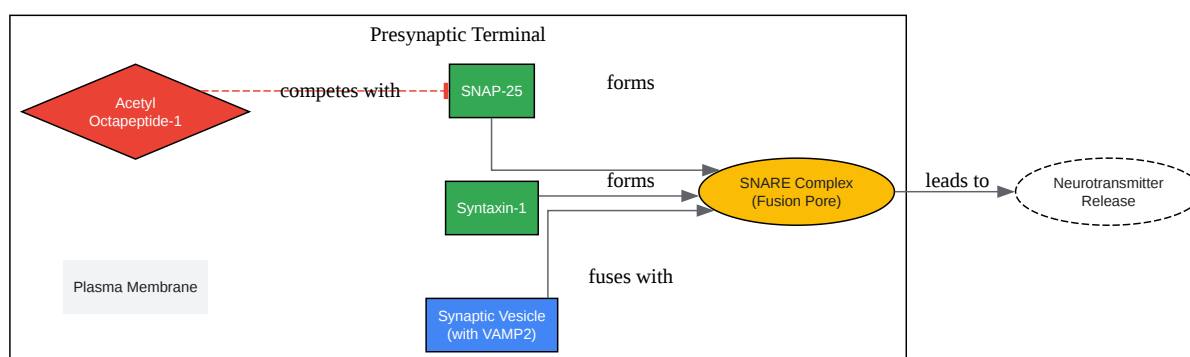 Presynaptic Terminal
Acetyl
Octapeptide-1
competes with
SNAP-25
forms
Syntaxin-1
forms
SNARE Complex
(Fusion Pore)
leads to
Neurotransmitter
Release
Plasma Membrane
fuses with
Synaptic Vesicle
(with VAMP2)